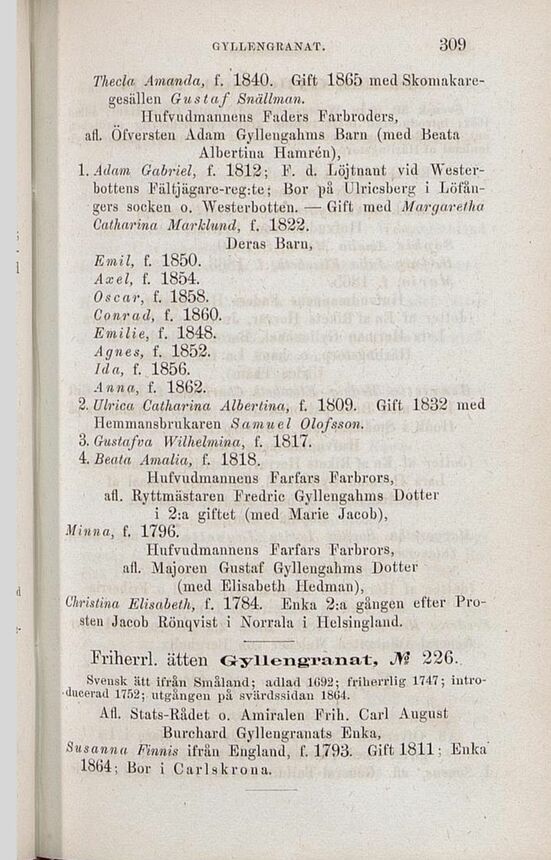 GYLLENGRANAT. 309
Thecla Amanda, f. 1840. Gift 1865 med Skomakare-
gesällen Gustaf Snällman.
Hufvudmannens Faders Farbroders,
afl. Öfversten Adam Gyllengahms Barn (med Beata
Albertina Hamrén),
1. Adam Gabriel, f. 1812; F. d. Löjtnant vid Wester-
bottens Fältjägare-reg:te; Bor på Ulricsberg i Löfån-
gers socken o. Westerbotten. — Gift med Margaretha
Catharina Marklund, f. 1822.
Deras Barn,
Emil, f. 1850.
Axel, f. 1854.
Oscar, f. 1858.
Conrad, f. 1860.
Emilie, f. 1848.
Agnes, f. 1852.
Ida, f. 1856.
Anna, f. 1862.
2. Ulrica Catharina Albertina, f. 1809. Gift 1832 med
Hemmansbrukaren Samuel Olofsson.
3. Gustafva Wilhelmina, f. 1817.
4. Beata Amalia, f. 1818.
Hufvudmannens Farfars Farbrors,
afl. Ryttmästaren Fredric Gyllengahms Dotter
i 2:a giftet (med Marie Jacob),
Minna, f. 1796.
Hufvudmannens Farfars Farbrors,
afl. Majoren Gustaf Gyllengahms Dotter
(med Elisabeth Hedman),
Christina Elisabeth, f. 1784. Enka 2:a gången efter Pro-
sten Jacob Rönqvist i Norrala i Helsingland.
Friherrl. ätten Gyllengranat, № 226.
Svensk ätt ifrån Småland; adlad 1692; friherrlig 1747; intro-
ducerad 1752; utgången på svärdssidan 1864.
Afl. Stats-Rådet o. Amiralen Frih. Carl August
Burchard Gyllengranats Enka,
Susanna Finnis ifrån England, f. 1793. Gift 1811; Enka
1864; Bor i Carlskrona.